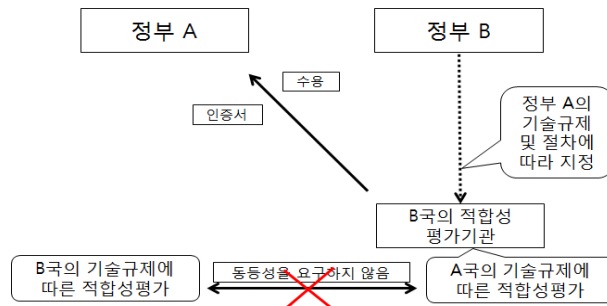 정부 A
정부 B
수용
인증서
정부 A의
기술규제
및 절차에
따라 지정
B국의 적합성
평가기관
B국의 기술규제에
따른 적합성평가
동등성을 요구하지 않음
A국의 기술규제에
따른 적합성평가